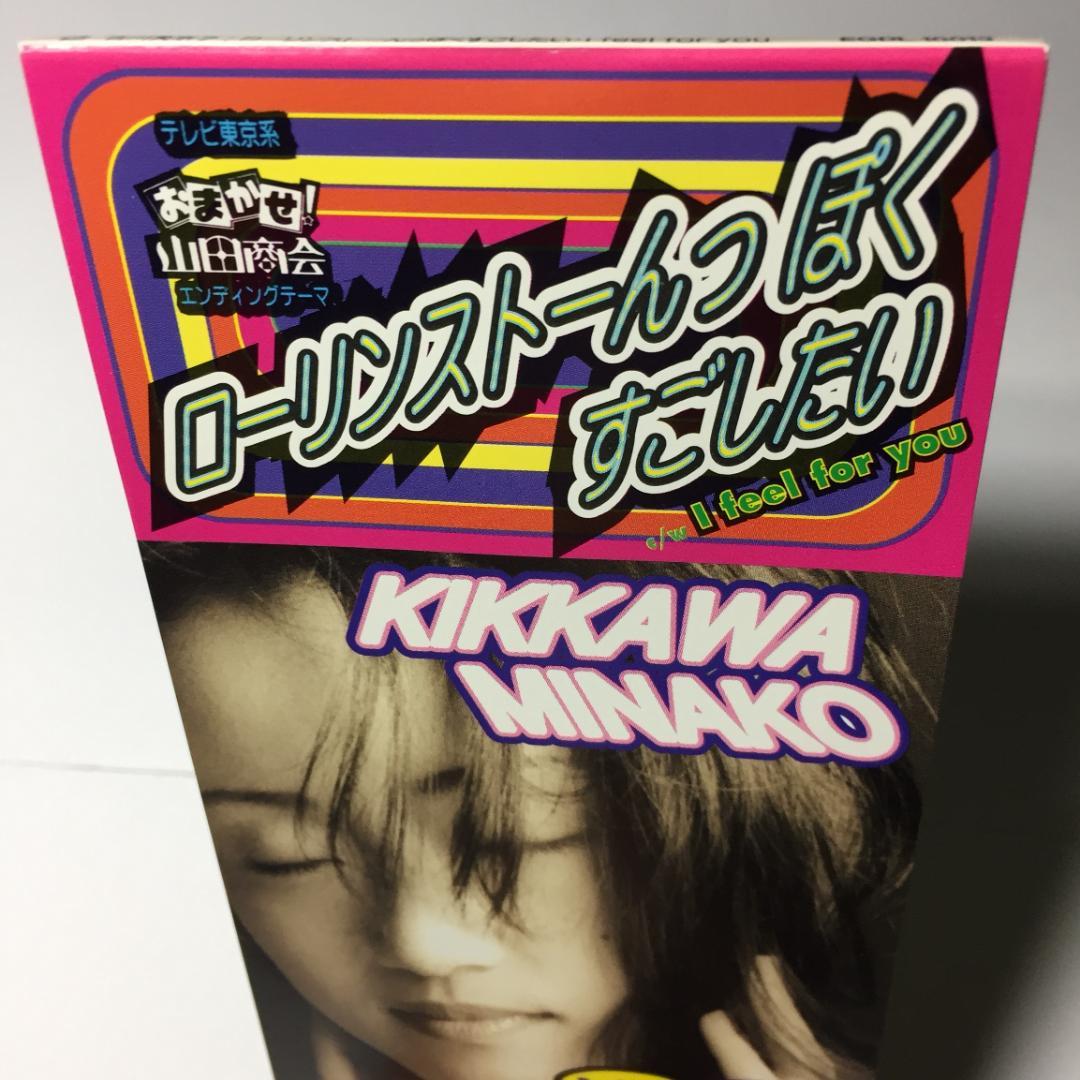 テレビ東京系
おまかせ!
山田商会
エンディングテーマ
ローリンストーんっぽく
すごしたい
c/w I feel for you
KIKKAWA
MINAKO